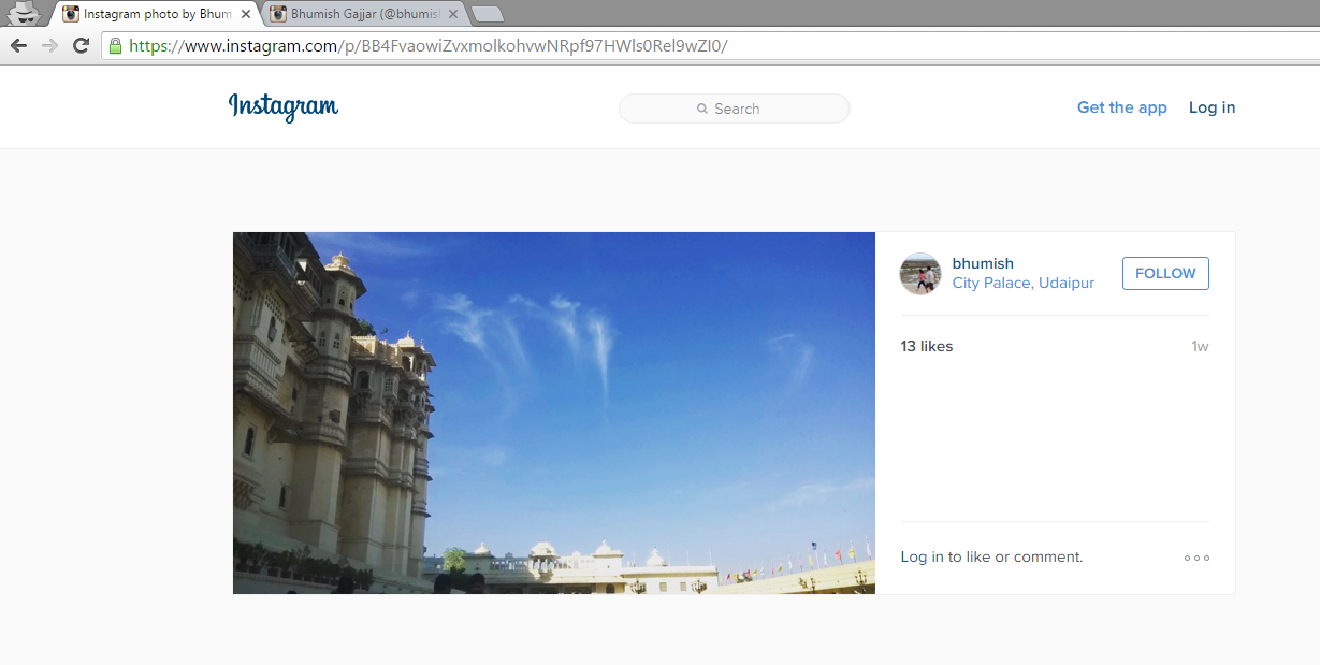 Instagram photo by Bhum
Bhumish Gajjar (@bhumis
https://www.instagram.com/p/BB4FvaowiZvxmolkohvwNRpf97HWls0Rel9wZI0/
Instagram
Search
Get the app
Log in
bhumish
City Palace, Udaipur
FOLLOW
13 likes
1w
Log in to like or comment.